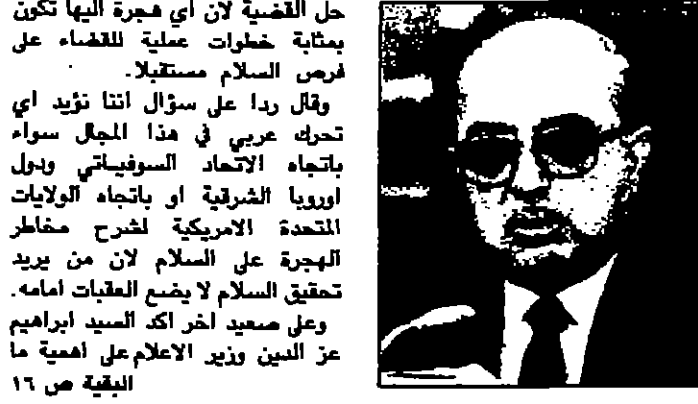 حل القضية لان اي هجرة اليها تكون
بمثابة خطوات عملية للقضاء على
فرص السلام مستقبلا.
وقال ردا على سؤال اننا نؤيد اي
تحرك عربي في هذا المجال سواء
باتجاه الاتحاد السوفياتي ودول
اوروبا الشرقية او باتجاه الولايات
المتحدة الامريكية لشرح مخاطر
الهجرة على السلام لان من يريد
تحقيق السلام لا يضع العقبات امامه.
وعلى صعيد اخر اكد السيد ابراهيم
عز الدين وزير الاعلام على اهمية ما
البقية ص ١٦